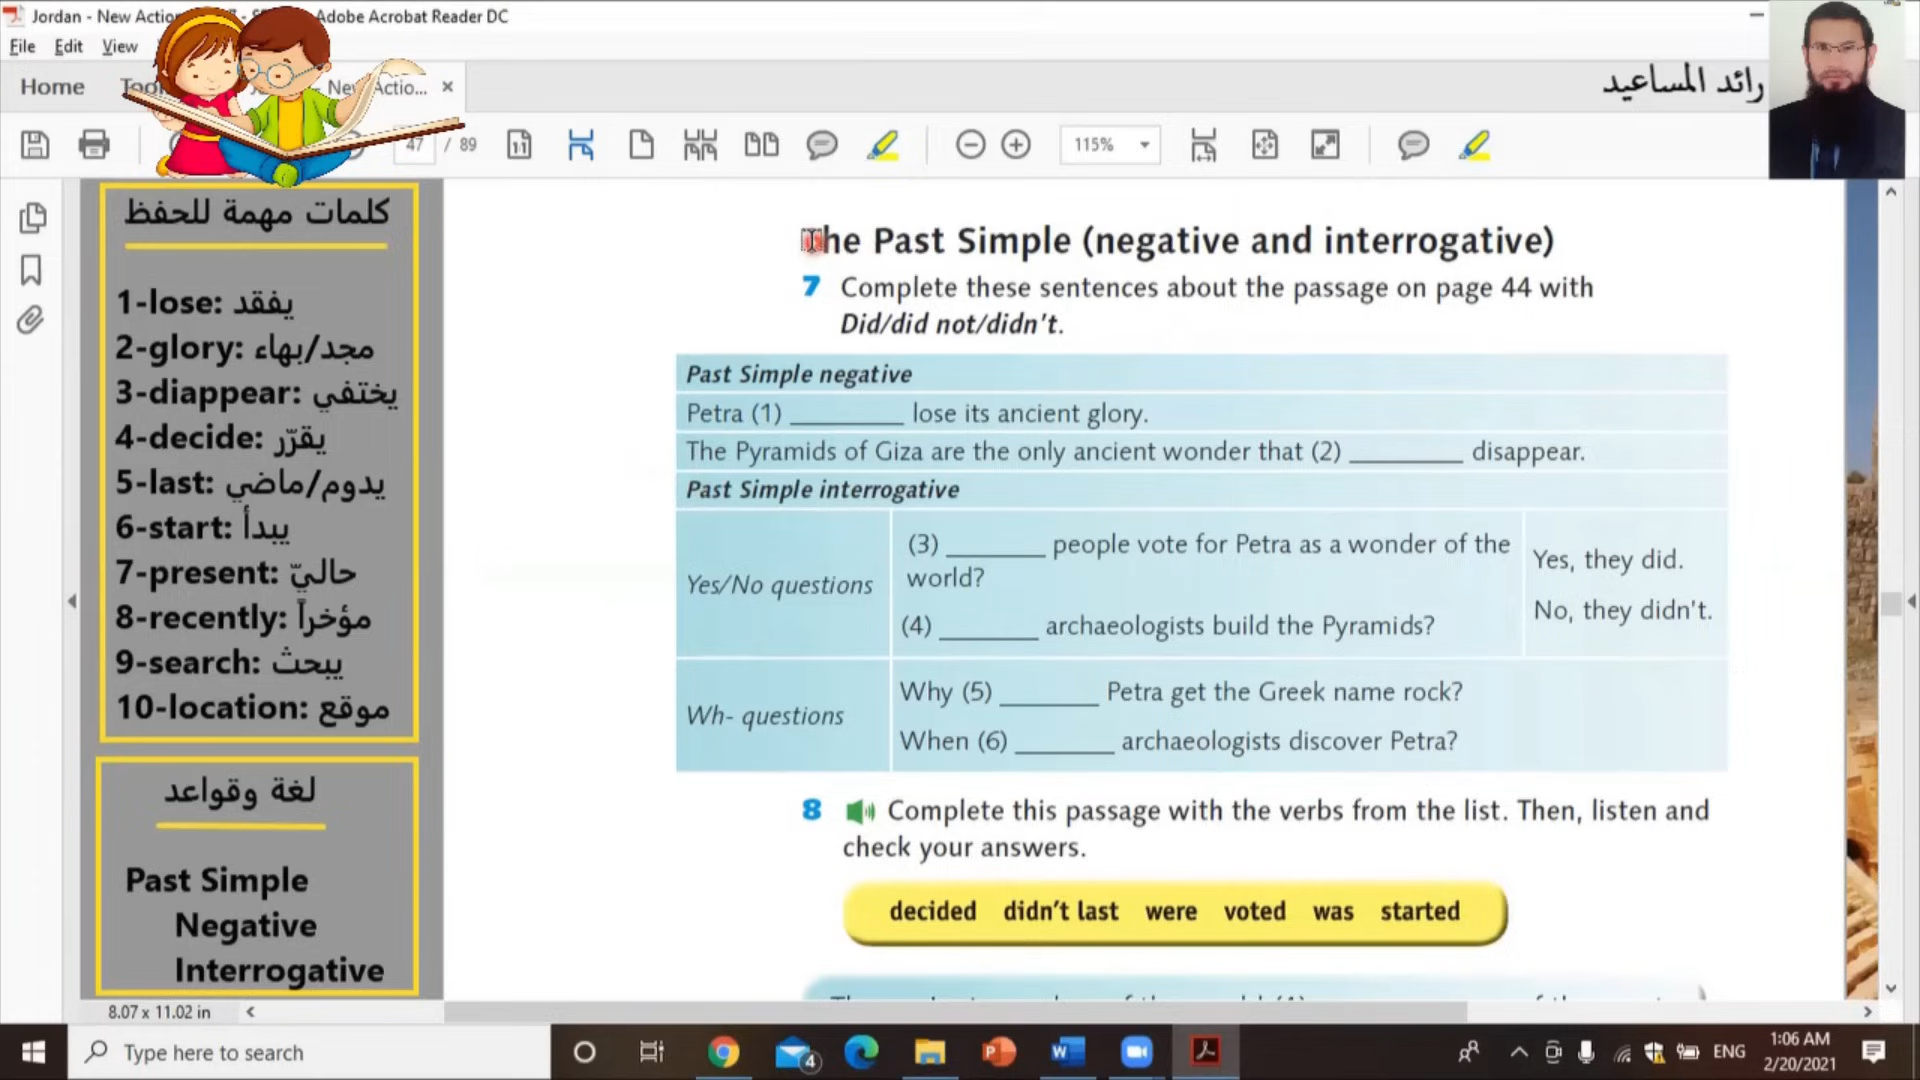 Jordan - New Actio
Adobe Acrobat Reader DC
File Edit View
Home
New Actio...
رائد المساعيد
47 / 89
115%
كلمات مهمة للحفظ
1-lose: يفقد
2-glory: مجد/بهاء
3-diappear: يختفي
4-decide: يقرّر
5-last: يدوم/ماضي
6-start: يبدأ
7-present: حاليّ
8-recently: مؤخراً
9-search: يبحث
10-location: موقع
لغة وقواعد
Past Simple
Negative
Interrogative
The Past Simple (negative and interrogative)
7 Complete these sentences about the passage on page 44 with
Did/did not/didn't.
Past Simple negative
Petra (1) ________ lose its ancient glory.
The Pyramids of Giza are the only ancient wonder that (2) ________ disappear.
Past Simple interrogative
Yes/No questions
(3) ________ people vote for Petra as a wonder of the
world?
(4) ________ archaeologists build the Pyramids?
Yes, they did.
No, they didn't.
Wh- questions
Why (5) ________ Petra get the Greek name rock?
When (6) ________ archaeologists discover Petra?
8 Complete this passage with the verbs from the list. Then, listen and
check your answers.
decided didn't last were voted was started
8.07 x 11.02 in
Type here to search
4
ENG
1:06 AM
2/20/2021